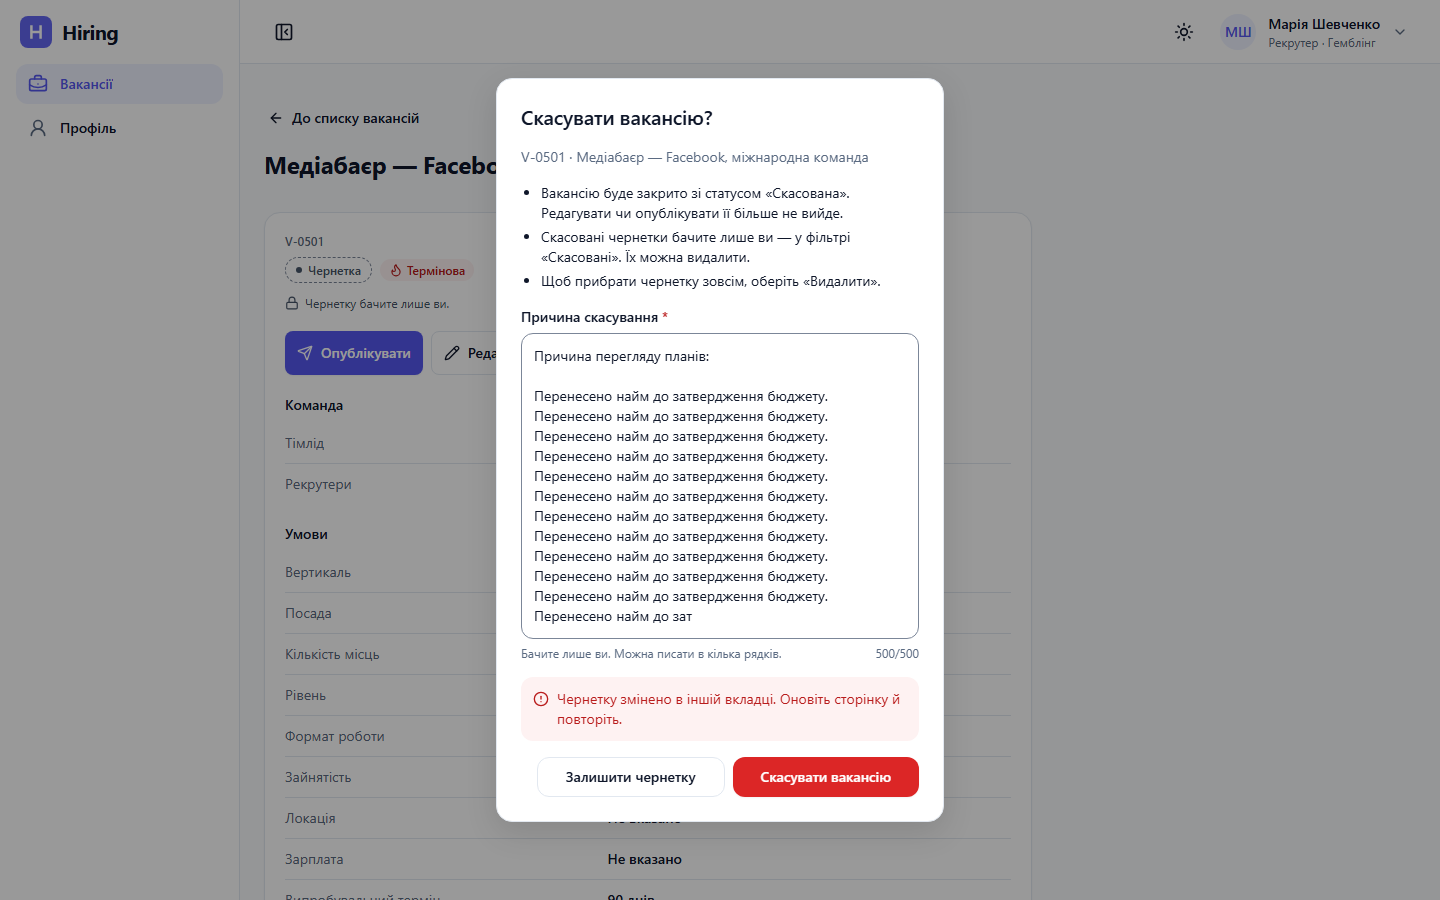 H Hiring
Вакансії
Профіль
МШ
Марія Шевченко
Рекрутер · Гемблінг
До списку вакансій
Медіабаєр — Facebo
V-0501
Чернетка
Термінова
Чернетку бачите лише ви.
Опублікувати
Реда
Команда
Тімлід
Рекрутери
Умови
Вертикаль
Посада
Кількість місць
Рівень
Формат роботи
Зайнятість
Локація
Зарплата
Не вказано
Випробувальний термін
90 днів
Скасувати вакансію?
V-0501 · Медіабаєр — Facebook, міжнародна команда
Вакансію буде закрито зі статусом «Скасована».
Редагувати чи опублікувати її більше не вийде.
Скасовані чернетки бачите лише ви — у фільтрі
«Скасовані». Їх можна видалити.
Щоб прибрати чернетку зовсім, оберіть «Видалити».
Причина скасування *
Причина перегляду планів:
Перенесено найм до затвердження бюджету.
Перенесено найм до затвердження бюджету.
Перенесено найм до затвердження бюджету.
Перенесено найм до затвердження бюджету.
Перенесено найм до затвердження бюджету.
Перенесено найм до затвердження бюджету.
Перенесено найм до затвердження бюджету.
Перенесено найм до затвердження бюджету.
Перенесено найм до затвердження бюджету.
Перенесено найм до затвердження бюджету.
Перенесено найм до затвердження бюджету.
Перенесено найм до зат
Бачите лише ви. Можна писати в кілька рядків.
500/500
Чернетку змінено в іншій вкладці. Оновіть сторінку й
повторіть.
Залишити чернетку
Скасувати вакансію